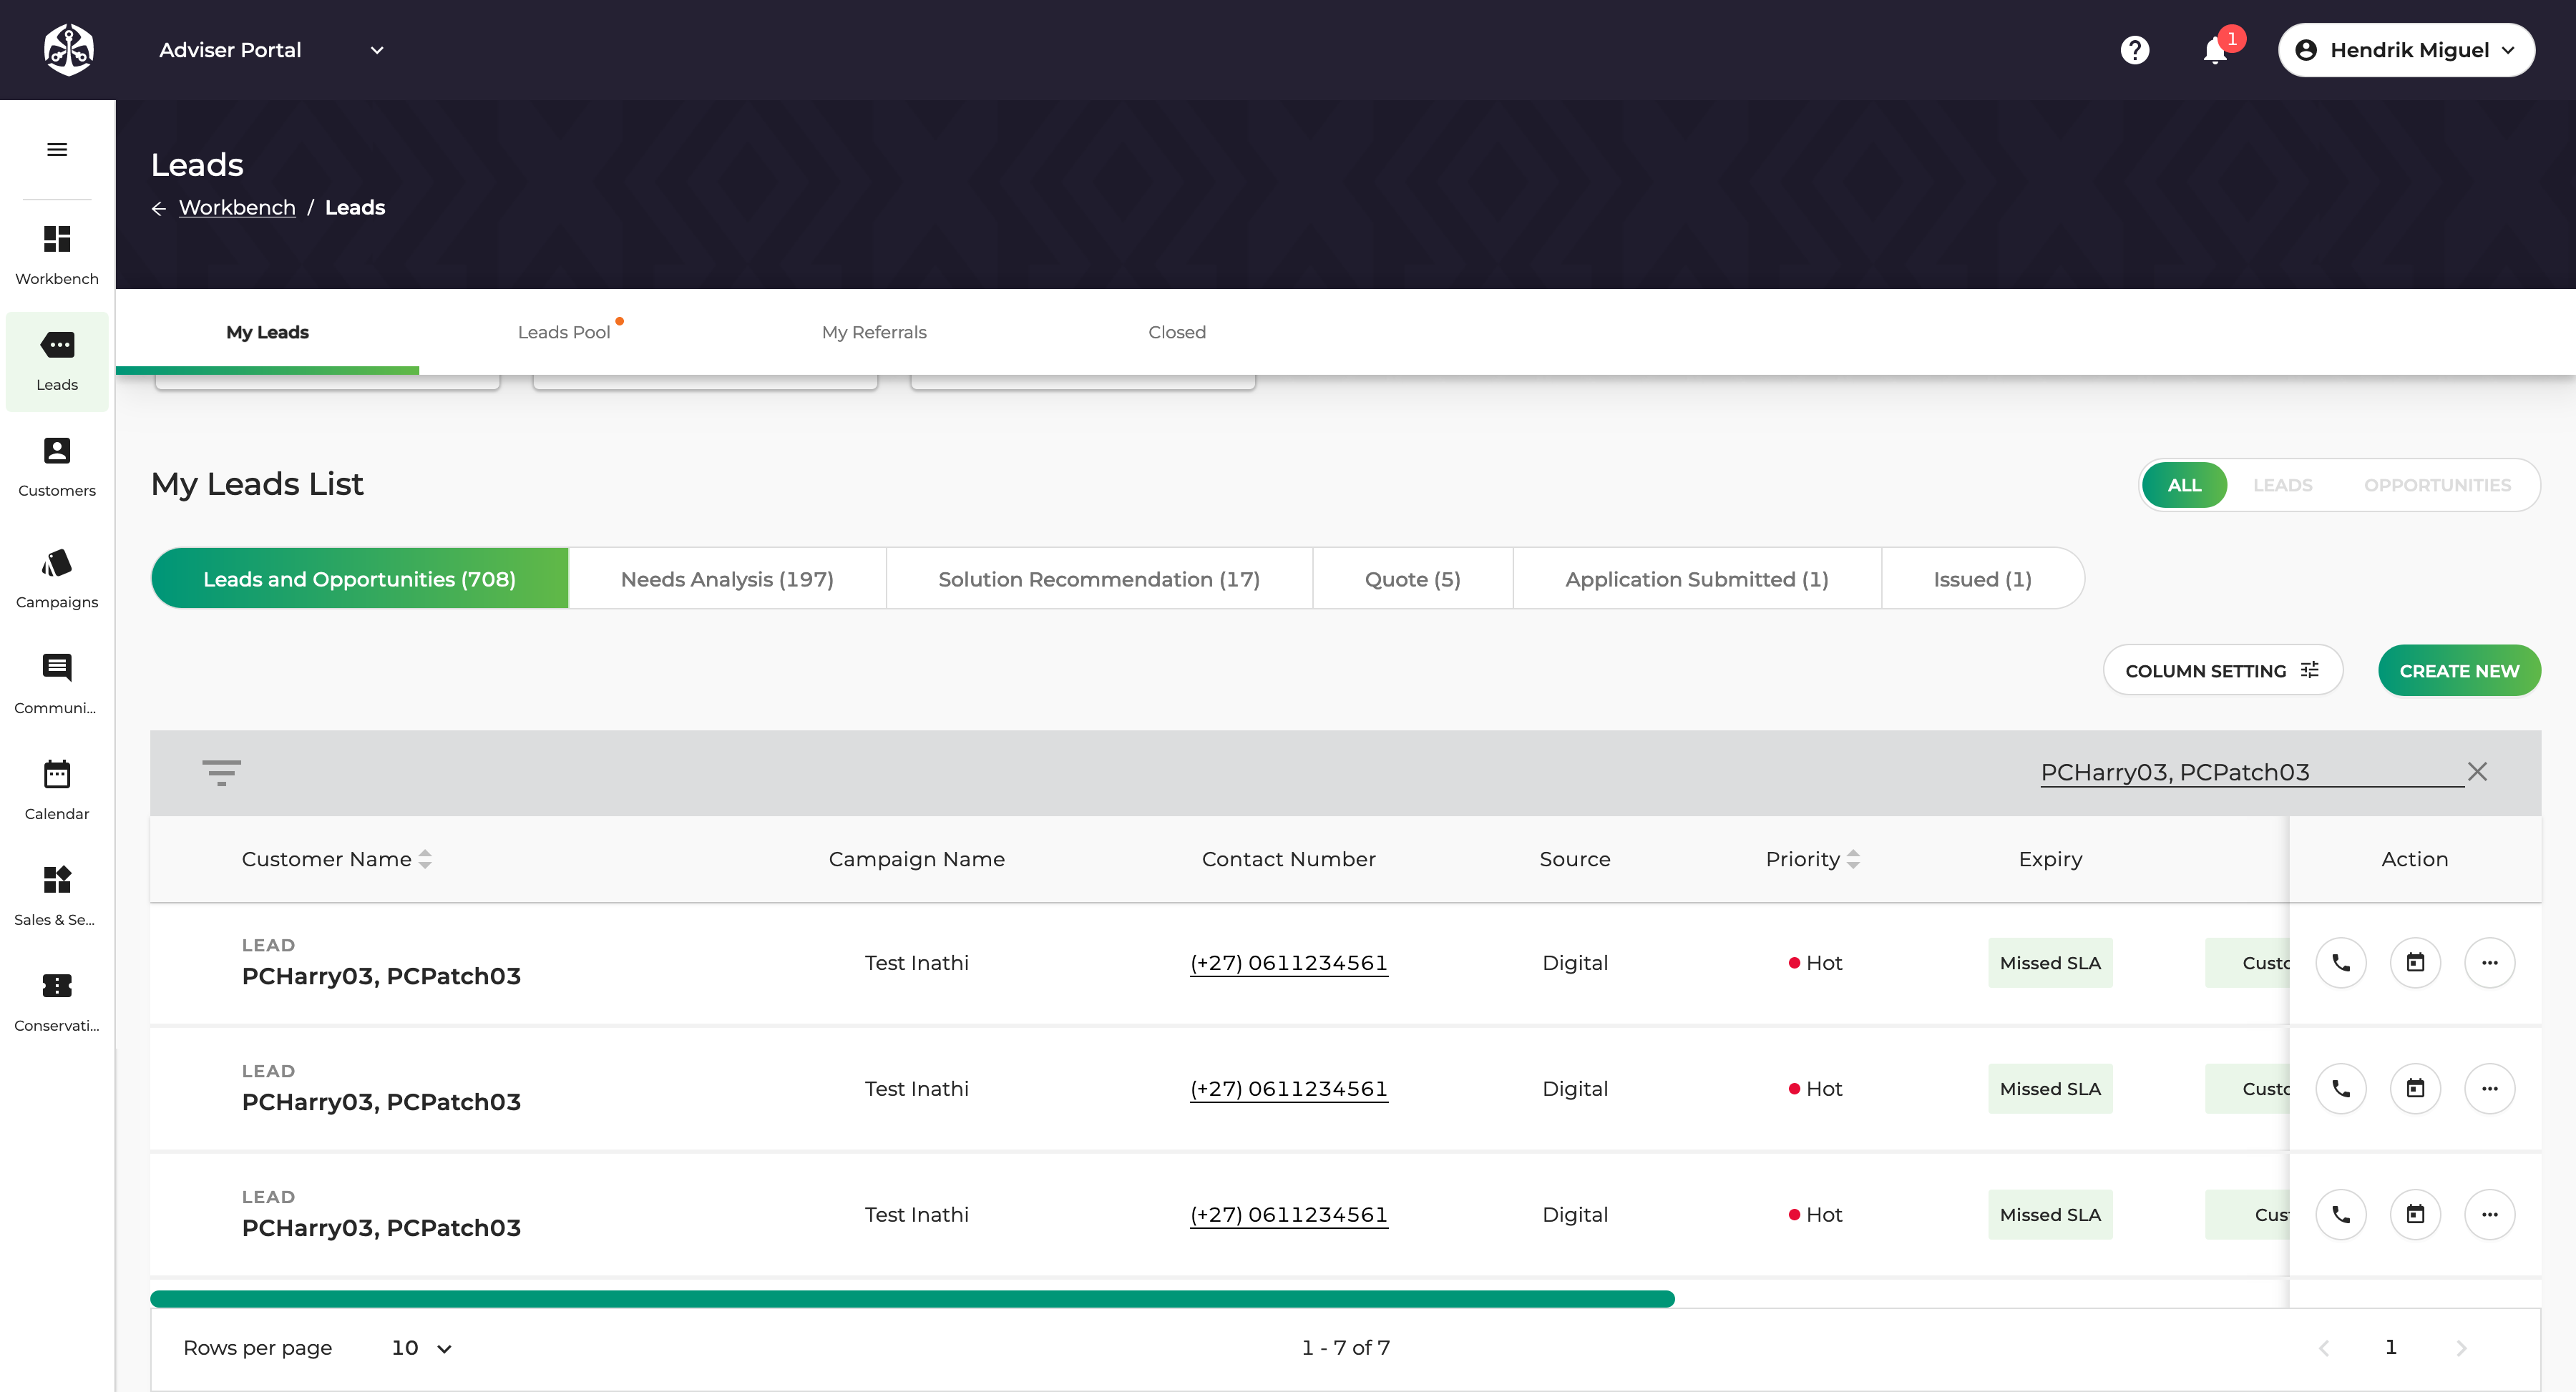 Adviser Portal
1
Hendrik Miguel
Leads
Workbench / Leads
Workbench
Leads
Customers
Campaigns
Communi...
Calendar
Sales & Se...
Conservati...
My Leads
Leads Pool
My Referrals
Closed
My Leads List
ALL
LEADS
OPPORTUNITIES
Leads and Opportunities (708)
Needs Analysis (197)
Solution Recommendation (17)
Quote (5)
Application Submitted (1)
Issued (1)
COLUMN SETTING
CREATE NEW
PCHarry03, PCPatch03
Customer Name
Campaign Name
Contact Number
Source
Priority
Expiry
Action
LEAD
PCHarry03, PCPatch03
Test Inathi
(+27) 0611234561
Digital
Hot
Missed SLA
Custo
LEAD
PCHarry03, PCPatch03
Test Inathi
(+27) 0611234561
Digital
Hot
Missed SLA
Custo
LEAD
PCHarry03, PCPatch03
Test Inathi
(+27) 0611234561
Digital
Hot
Missed SLA
Cust
Rows per page
10
1 - 7 of 7
1